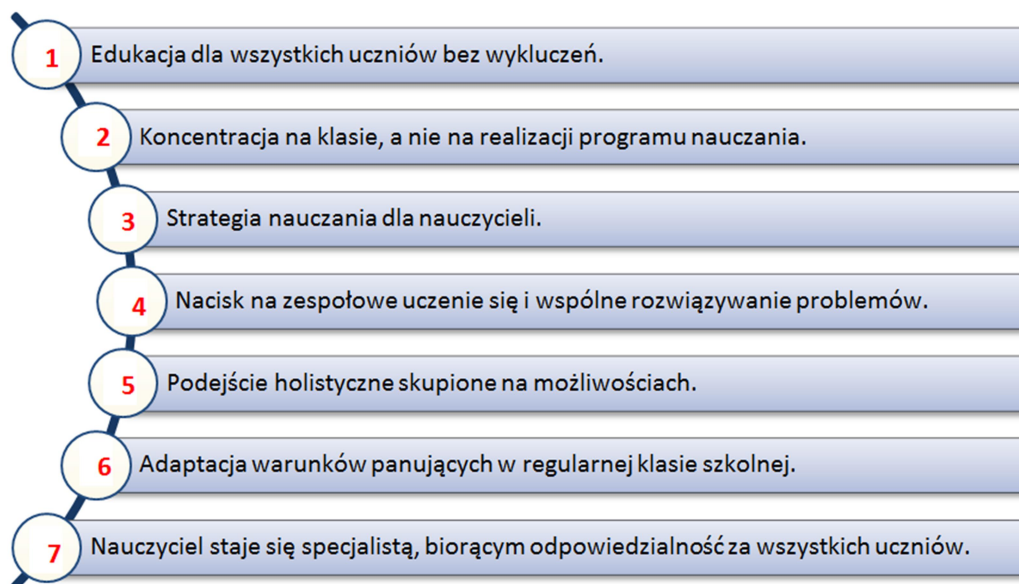 1 Edukacja dla wszystkich uczniów bez wykluczeń.
2 Koncentracja na klasie, a nie na realizacji programu nauczania.
3 Strategia nauczania dla nauczycieli.
4 Nacisk na zespołowe uczenie się i wspólne rozwiązywanie problemów.
5 Podejście holistyczne skupione na możliwościach.
6 Adaptacja warunków panujących w regularnej klasie szkolnej.
7 Nauczyciel staje się specjalistą, biorącym odpowiedzialność za wszystkich uczniów.